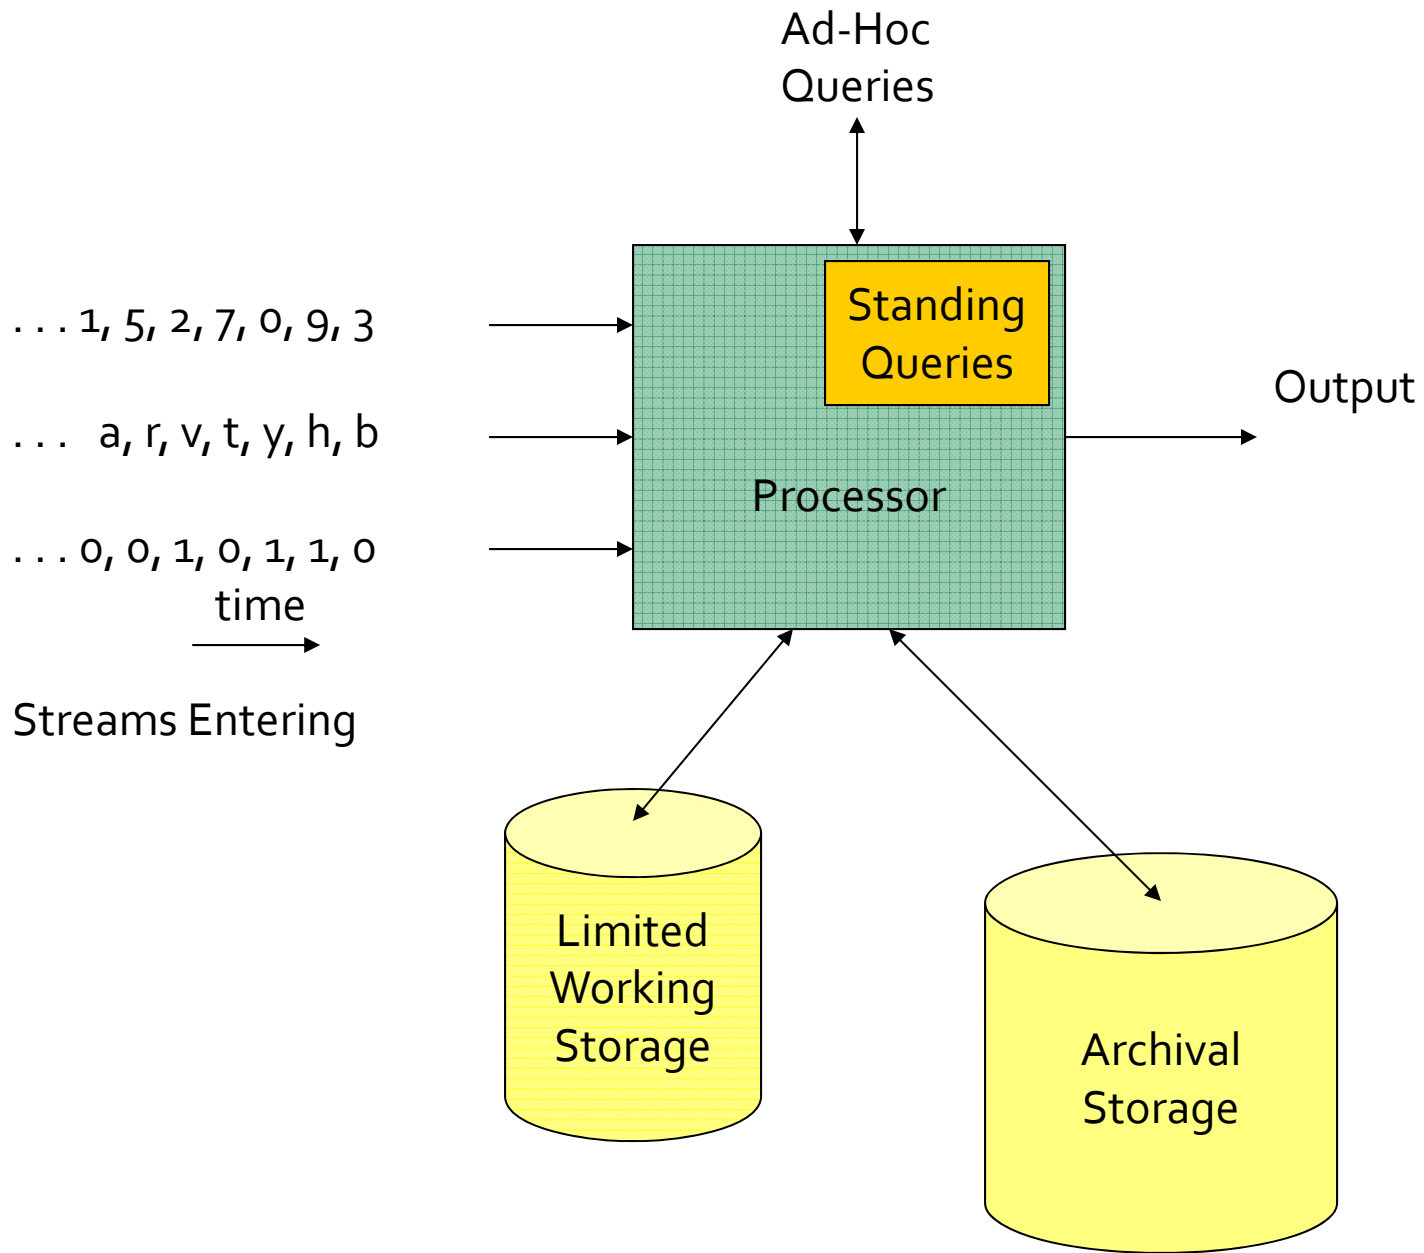 Ad-Hoc
Queries
Standing
Queries
. . . 1, 5, 2, 7, 0, 9, 3
Output
. . . a, r, v, t, y, h, b
Processor
. . . 0, 0, 1, 0, 1, 1, 0
time
Streams Entering
Limited
Working
Storage
Archival
Storage